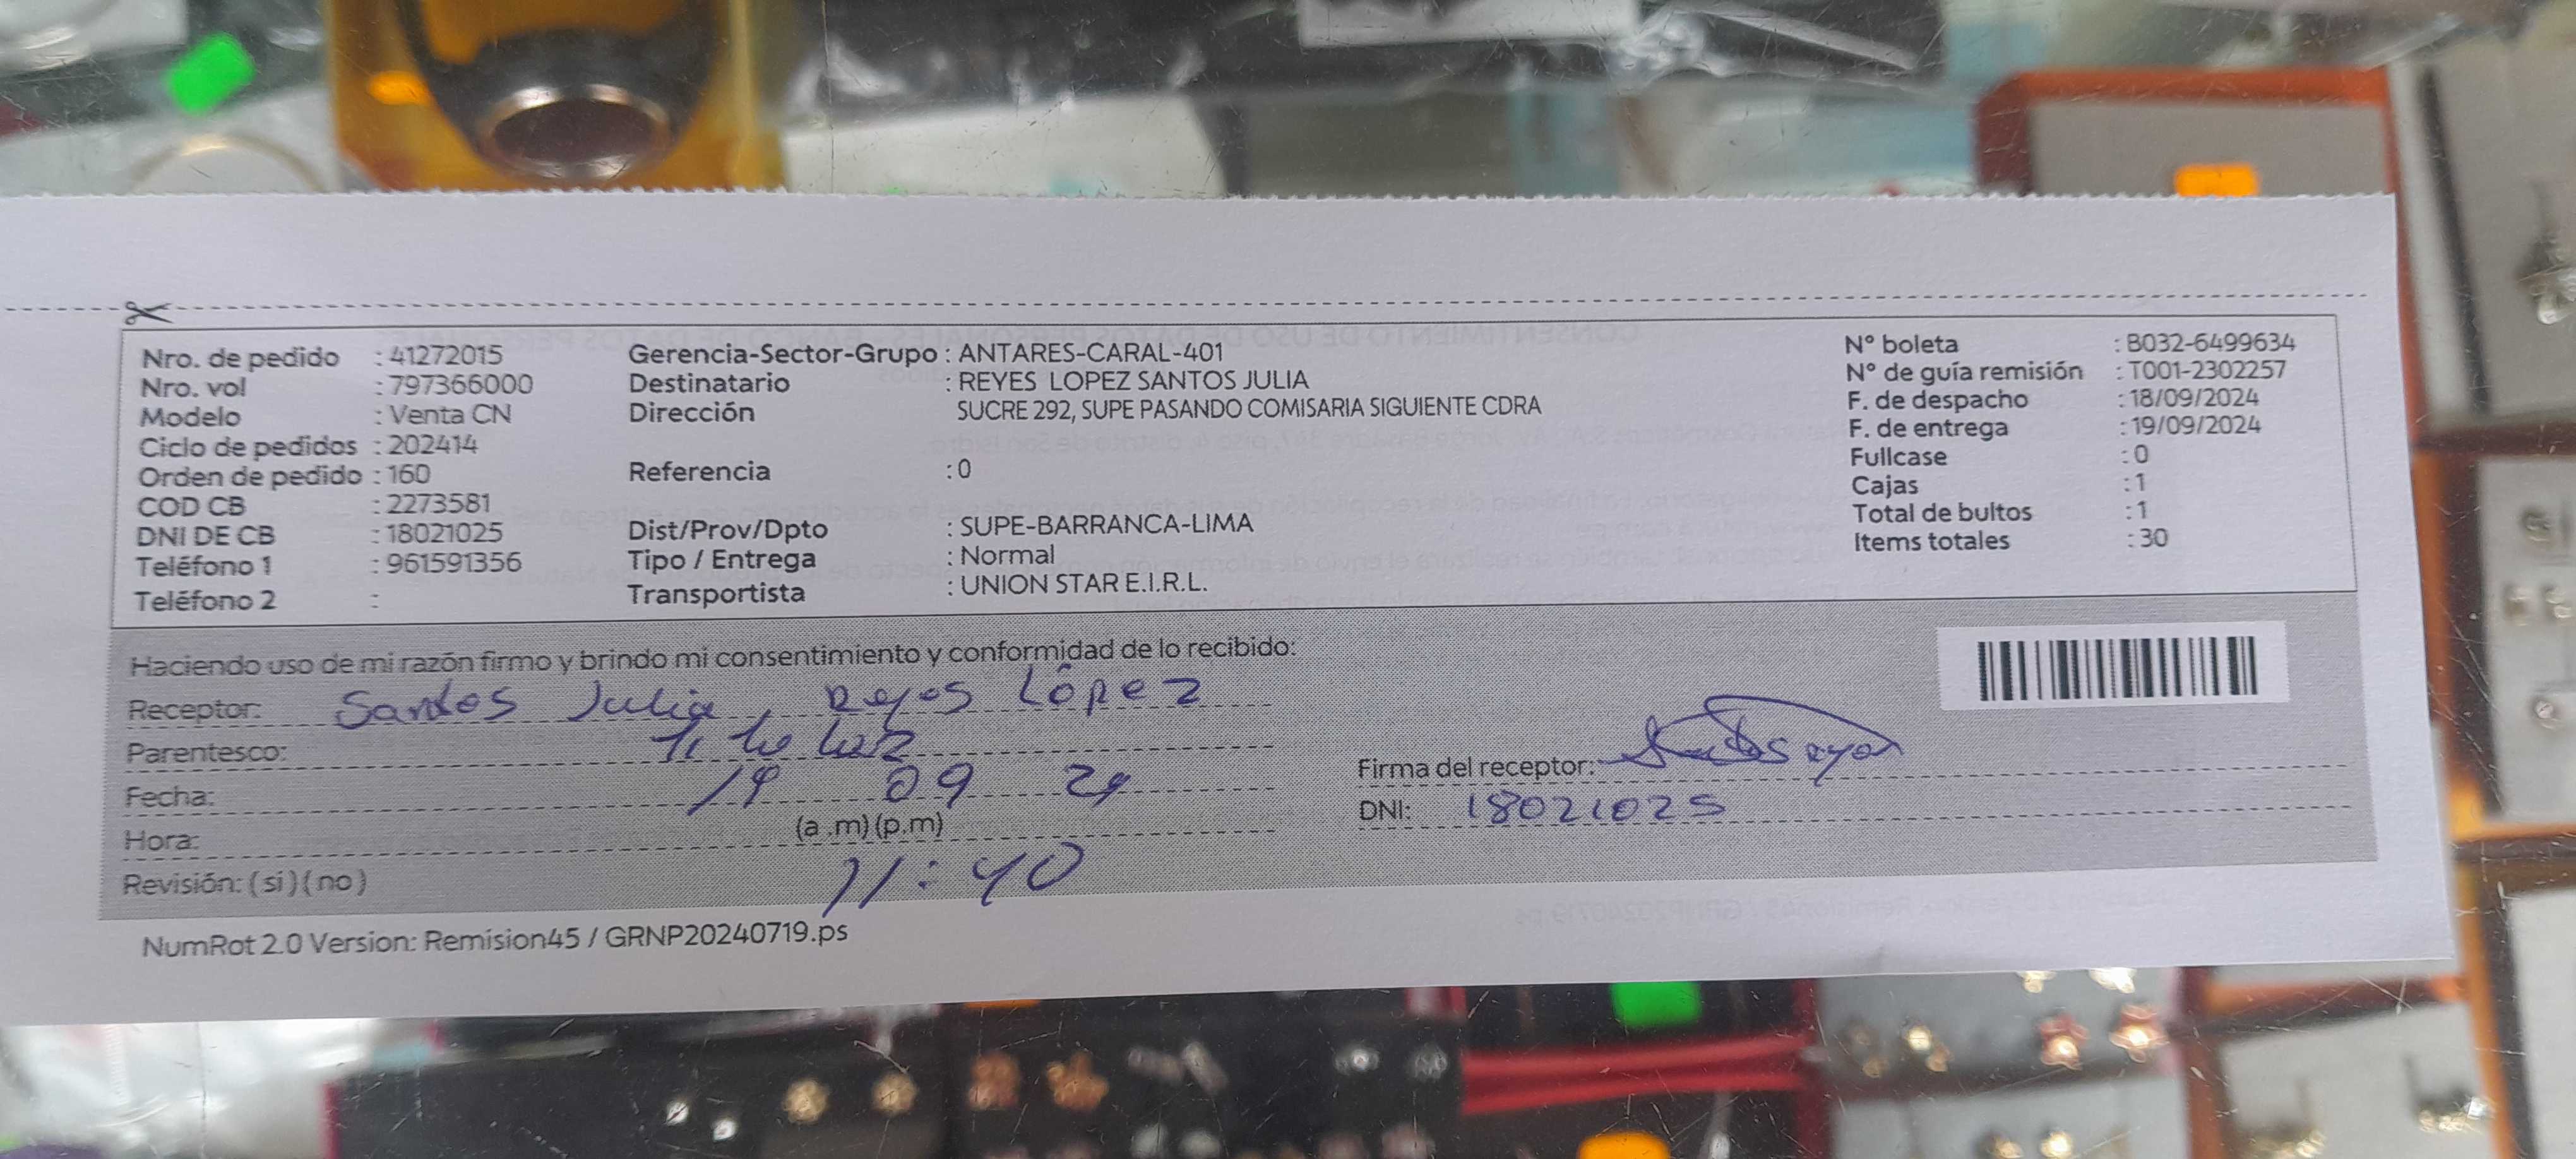 Nro. de pedido : 41272015
Nro. vol : 797366000
Modelo : Venta CN
Ciclo de pedidos : 202414
Orden de pedido : 160
COD CB : 2273581
DNI DE CB : 18021025
Teléfono 1 : 961591356
Teléfono 2 :
Gerencia-Sector-Grupo : ANTARES-CARAL-401
Destinatario : REYES LOPEZ SANTOS JULIA
Dirección SUCRE 292, SUPE PASANDO COMISARIA SIGUIENTE CDRA
Referencia : 0
Dist/Prov/Dpto : SUPE-BARRANCA-LIMA
Tipo / Entrega : Normal
Transportista : UNION STAR E.I.R.L.
N° boleta : B032-6499634
N° de guía remisión : T001-2302257
F. de despacho : 18/09/2024
F. de entrega : 19/09/2024
Fullcase : 0
Cajas : 1
Total de bultos : 1
Items totales : 30
Haciendo uso de mi razón firmo y brindo mi consentimiento y conformidad de lo recibido:
Receptor: Santos Julia Reyes López
Parentesco: Titular
Fecha: 19 09 24
Hora: (a .m) (p.m)
11:40
Revisión: ( si ) ( no )
Firma del receptor:
DNI: 18021025
NumRot 2.0 Version: Remision45 / GRNP20240719.ps